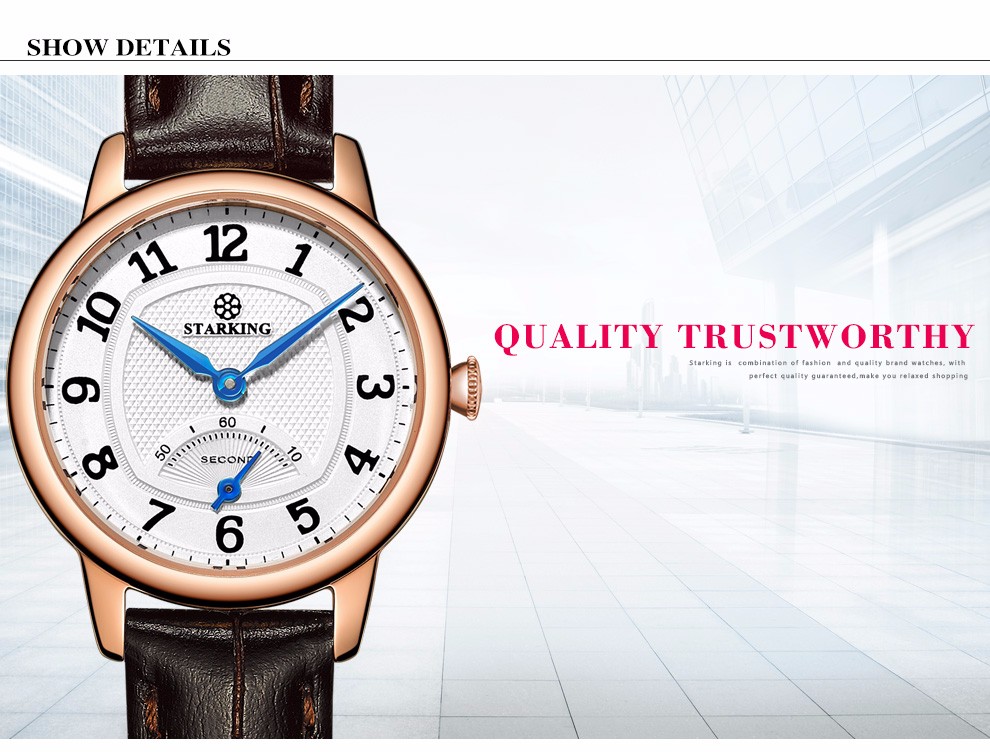 SHOW DETAILS
12
11 1
10 2
STARKING
9 3
60
50 SECOND 10
8 4
7 5
6
QUALITY TRUSTWORTHY
Starking is combination of fashion and quality brand watches, with
perfect quality guaranteed,make you relaxed shopping